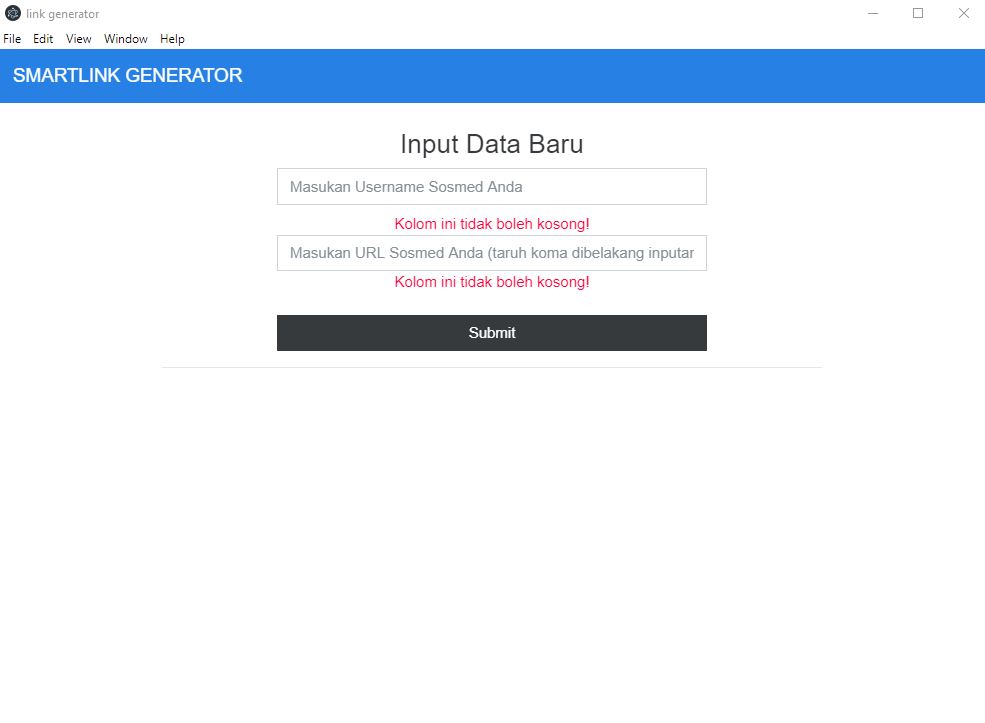 link generator
File Edit View Window Help
SMARTLINK GENERATOR
Input Data Baru
Masukan Username Sosmed Anda
Kolom ini tidak boleh kosong!
Masukan URL Sosmed Anda (taruh koma dibelakang inputar
Kolom ini tidak boleh kosong!
Submit